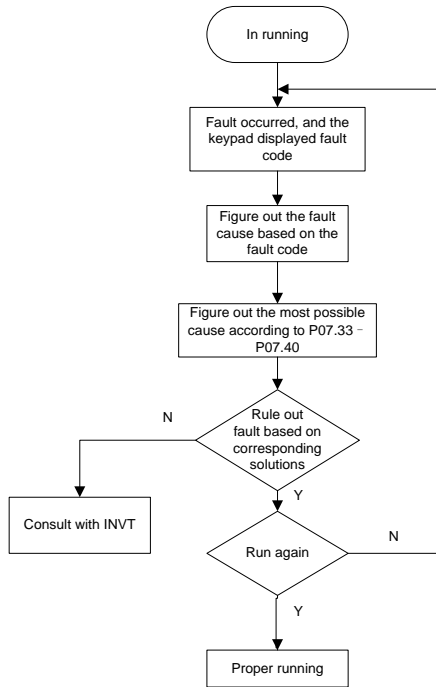 In running
Fault occurred, and the
keypad displayed fault
code
Figure out the fault
cause based on the
fault code
Figure out the most possible
cause according to P07.33–
P07.40
N
Rule out
fault based on
corresponding
solutions
Y
Consult with INVT
Run again
N
Y
Proper running